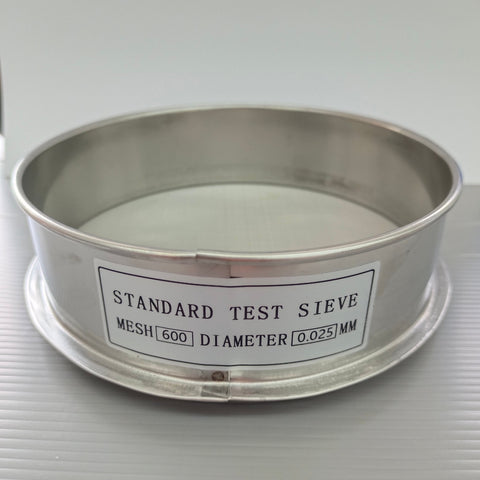 STANDARD TEST SIEVE
MESH 600 DIAMETER 0.025 MM